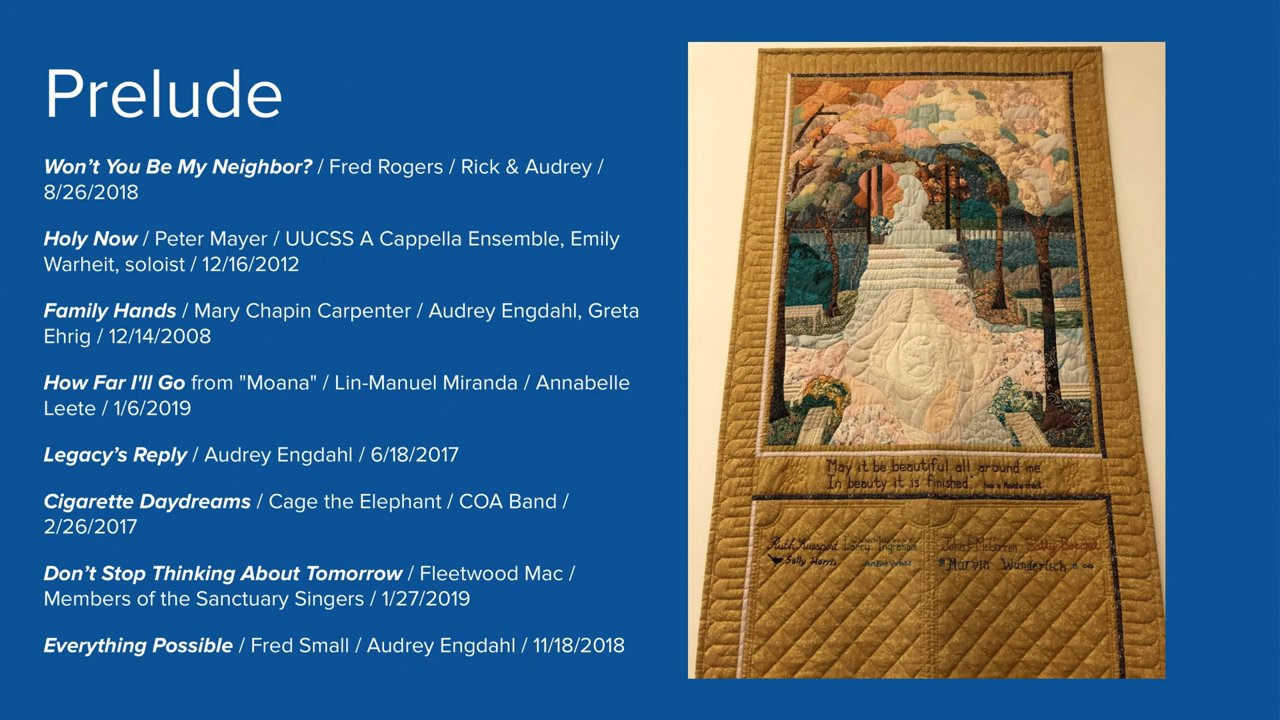 Prelude
Won’t You Be My Neighbor? / Fred Rogers / Rick & Audrey /
8/26/2018
Holy Now / Peter Mayer / UUCSS A Cappella Ensemble, Emily
Warheit, soloist / 12/16/2012
Family Hands / Mary Chapin Carpenter / Audrey Engdahl, Greta
Ehrig / 12/14/2008
How Far I'll Go from "Moana" / Lin-Manuel Miranda / Annabelle
Leete / 1/6/2019
Legacy’s Reply / Audrey Engdahl / 6/18/2017
Cigarette Daydreams / Cage the Elephant / COA Band /
2/26/2017
Don’t Stop Thinking About Tomorrow / Fleetwood Mac /
Members of the Sanctuary Singers / 1/27/2019
Everything Possible / Fred Small / Audrey Engdahl / 11/18/2018
"May it be beautiful all around me.
In beauty it is finished."
Ruth Larry Ingraham
Sally Harris
Marvin Wunderlich